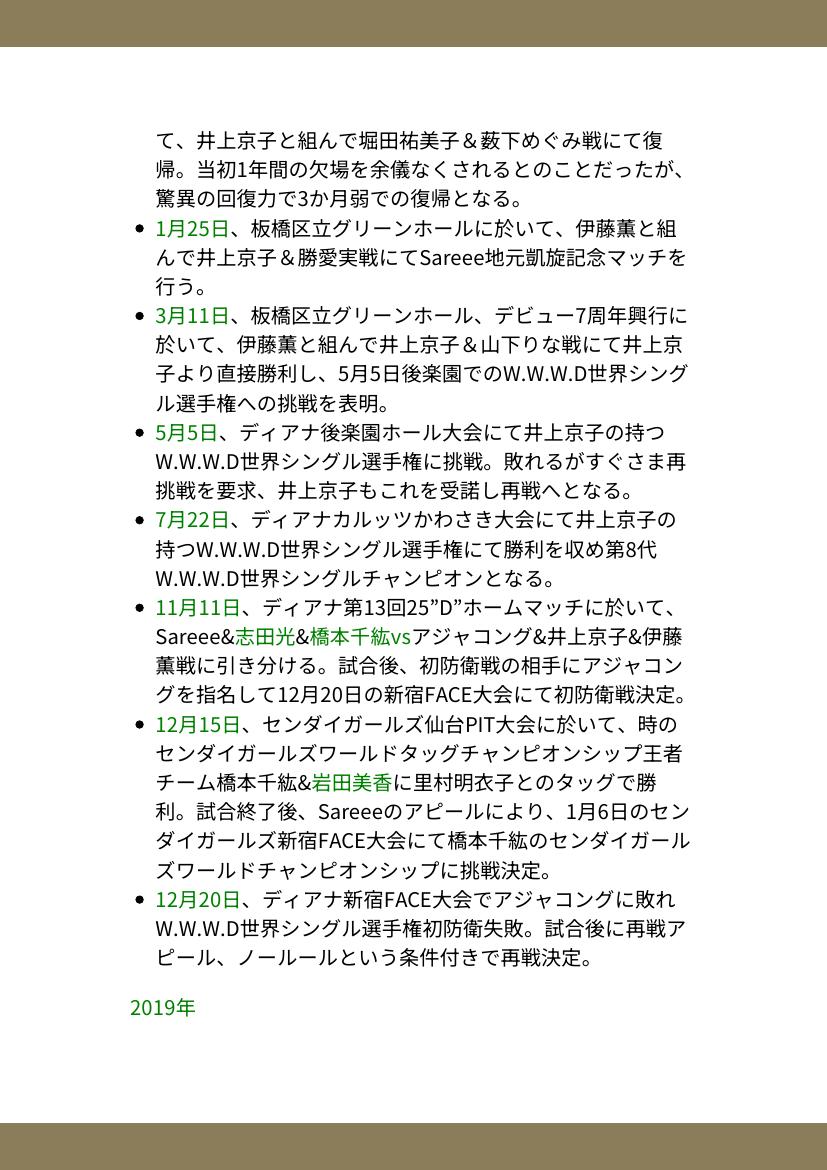 て、井上京子と組んで堀田祐美子＆薮下めぐみ戦にて復
帰。当初1年間の欠場を余儀なくされるとのことだったが、
驚異の回復力で3か月弱での復帰となる。
• 1月25日、板橋区立グリーンホールに於いて、伊藤薫と組
んで井上京子＆勝愛実戦にてSareee地元凱旋記念マッチを
行う。
• 3月11日、板橋区立グリーンホール、デビュー7周年興行に
於いて、伊藤薫と組んで井上京子＆山下りな戦にて井上京
子より直接勝利し、5月5日後楽園でのW.W.W.D世界シング
ル選手権への挑戦を表明。
• 5月5日、ディアナ後楽園ホール大会にて井上京子の持つ
W.W.W.D世界シングル選手権に挑戦。敗れるがすぐさま再
挑戦を要求、井上京子もこれを受諾し再戦へとなる。
• 7月22日、ディアナカルッツかわさき大会にて井上京子の
持つW.W.W.D世界シングル選手権にて勝利を収め第8代
W.W.W.D世界シングルチャンピオンとなる。
• 11月11日、ディアナ第13回25”D”ホームマッチに於いて、
Sareee&志田光&橋本千紘vsアジャコング&井上京子&伊藤
薫戦に引き分ける。試合後、初防衛戦の相手にアジャコン
グを指名して12月20日の新宿FACE大会にて初防衛戦決定。
• 12月15日、センダイガールズ仙台PIT大会に於いて、時の
センダイガールズワールドタッグチャンピオンシップ王者
チーム橋本千紘&岩田美香に里村明衣子とのタッグで勝
利。試合終了後、Sareeeのアピールにより、1月6日のセン
ダイガールズ新宿FACE大会にて橋本千紘のセンダイガール
ズワールドチャンピオンシップに挑戦決定。
• 12月20日、ディアナ新宿FACE大会でアジャコングに敗れ
W.W.W.D世界シングル選手権初防衛失敗。試合後に再戦ア
ピール、ノールールという条件付きで再戦決定。
2019年